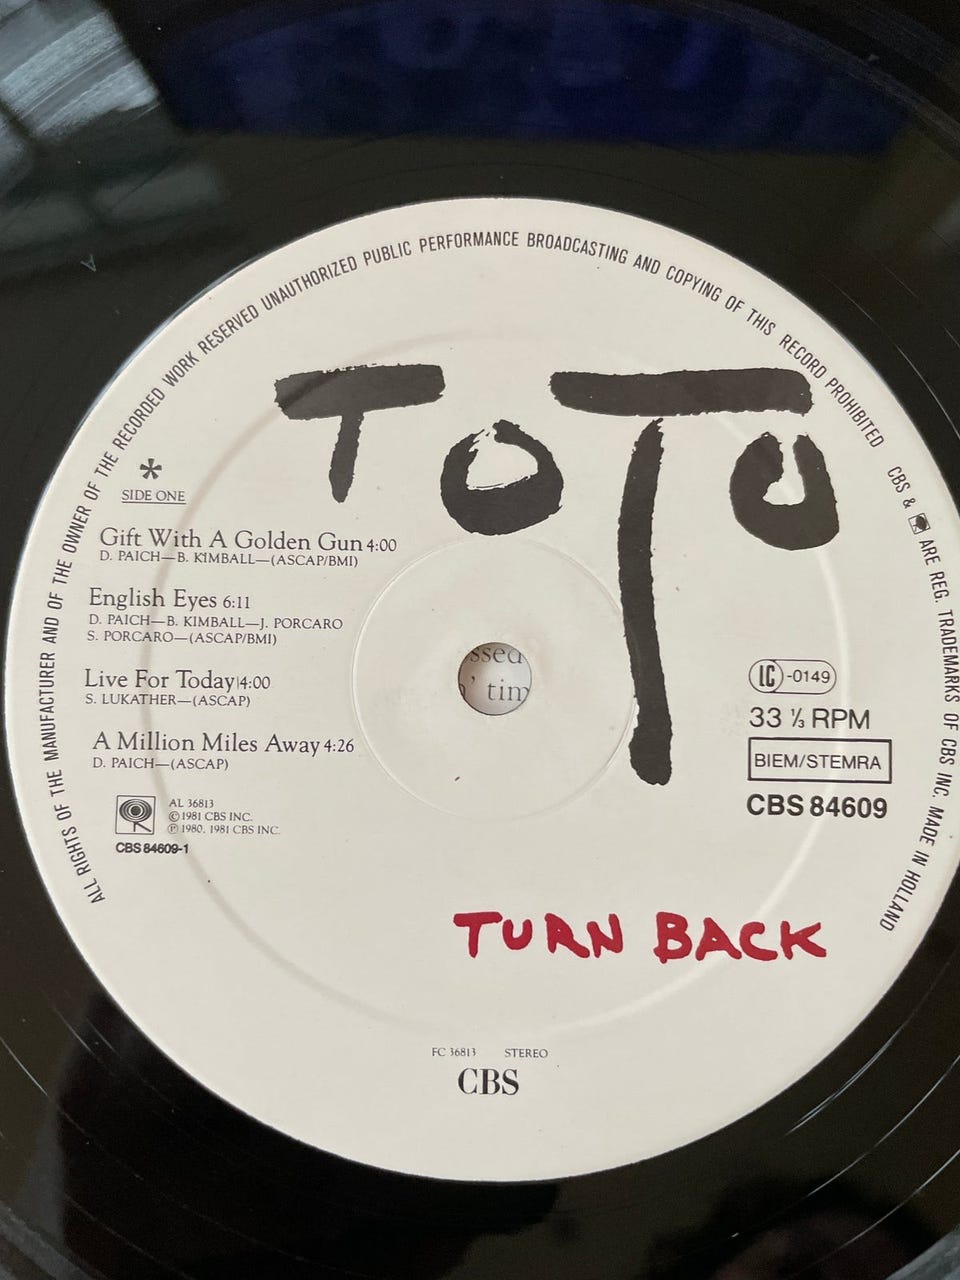 ALL RIGHTS OF THE MANUFACTURER AND OF THE OWNER OF THE RECORDED WORK RESERVED UNAUTHORIZED PUBLIC PERFORMANCE BROADCASTING AND COPYING OF THIS RECORD PROHIBITED
CBS & ARE REG. TRADEMARKS OF CBS INC. MADE IN HOLLAND
TOTO
*
SIDE ONE
Gift With A Golden Gun 4:00
D. PAICH—B. KIMBALL—(ASCAP/BMI)
English Eyes 6:11
D. PAICH—B. KIMBALL—J. PORCARO
S. PORCARO—(ASCAP/BMI)
Live For Today 4:00
S. LUKATHER—(ASCAP)
A Million Miles Away 4:26
D. PAICH—(ASCAP)
AL 36813
©1981 CBS INC.
℗ 1980, 1981 CBS INC.
CBS 84609-1
ssed
' tim
LC -0149
33 ⅓ RPM
BIEM/STEMRA
CBS 84609
TURN BACK
FC 36813 STEREO
CBS